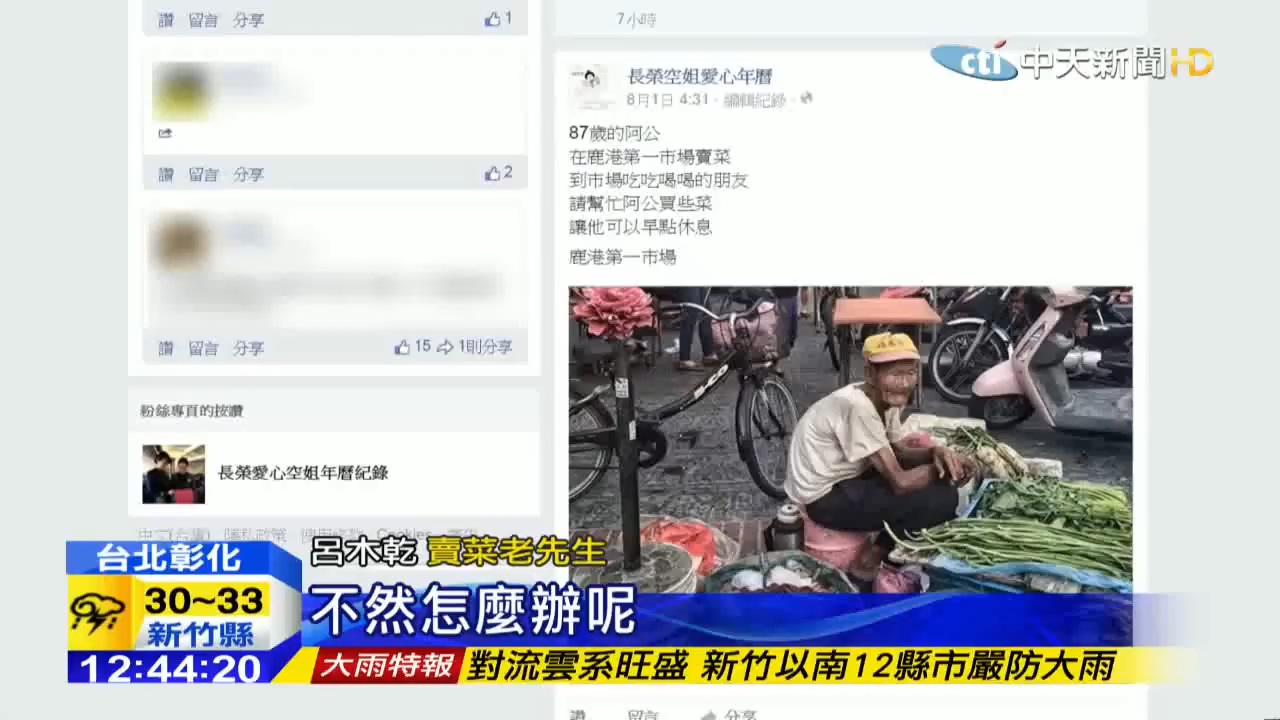 讚 留言 分享 1
讚 留言 分享 2
讚 留言 分享 15 1則分享
粉絲專頁的按讚
長榮愛心空姐年曆紀錄
7小時
長榮空姐愛心年曆
8月1日 4:31 · 編輯紀錄 ·
87歲的阿公
在鹿港第一市場賣菜
到市場吃吃喝喝的朋友
請幫忙阿公買些菜
讓他可以早點休息
鹿港第一市場
讚 留言 分享
cti 中天新聞HD
台北彰化
30~33
新竹縣
12:44:20
呂木乾 賣菜老先生
不然怎麼辦呢
大雨特報 對流雲系旺盛 新竹以南12縣市嚴防大雨